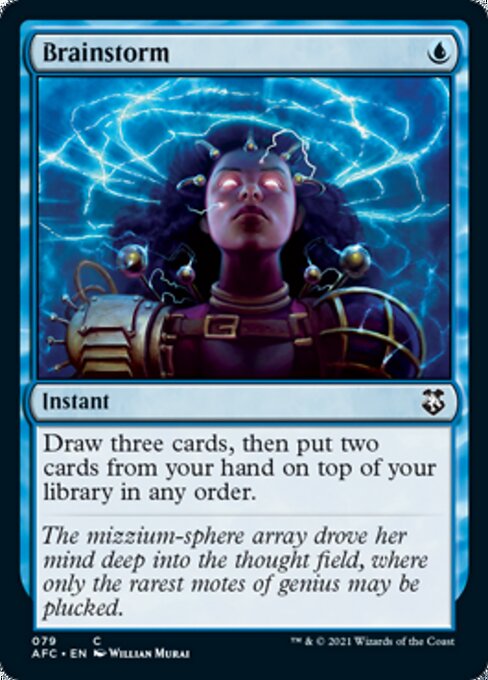 Brainstorm
Instant
Draw three cards, then put two
cards from your hand on top of your
library in any order.
The mizzium-sphere array drove her
mind deep into the thought field, where
only the rarest motes of genius may be
plucked.
079 C
AFC • EN Willian Murai
™ & © 2021 Wizards of the Coast